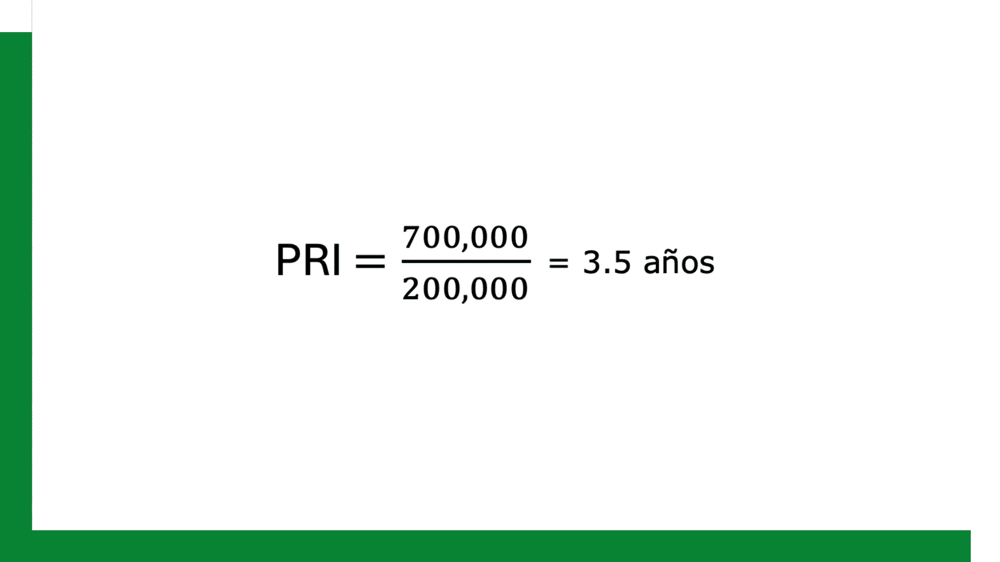 PRI = 700,000 / 200,000 = 3.5 años